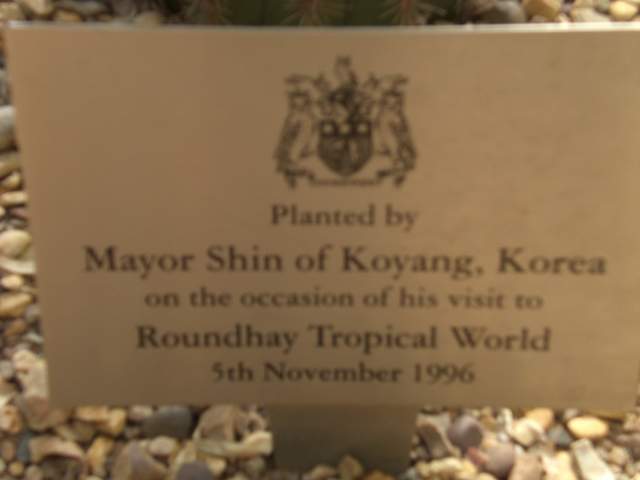 Planted by
Mayor Shin of Koyang, Korea
on the occasion of his visit to
Roundhay Tropical World
5th November 1996